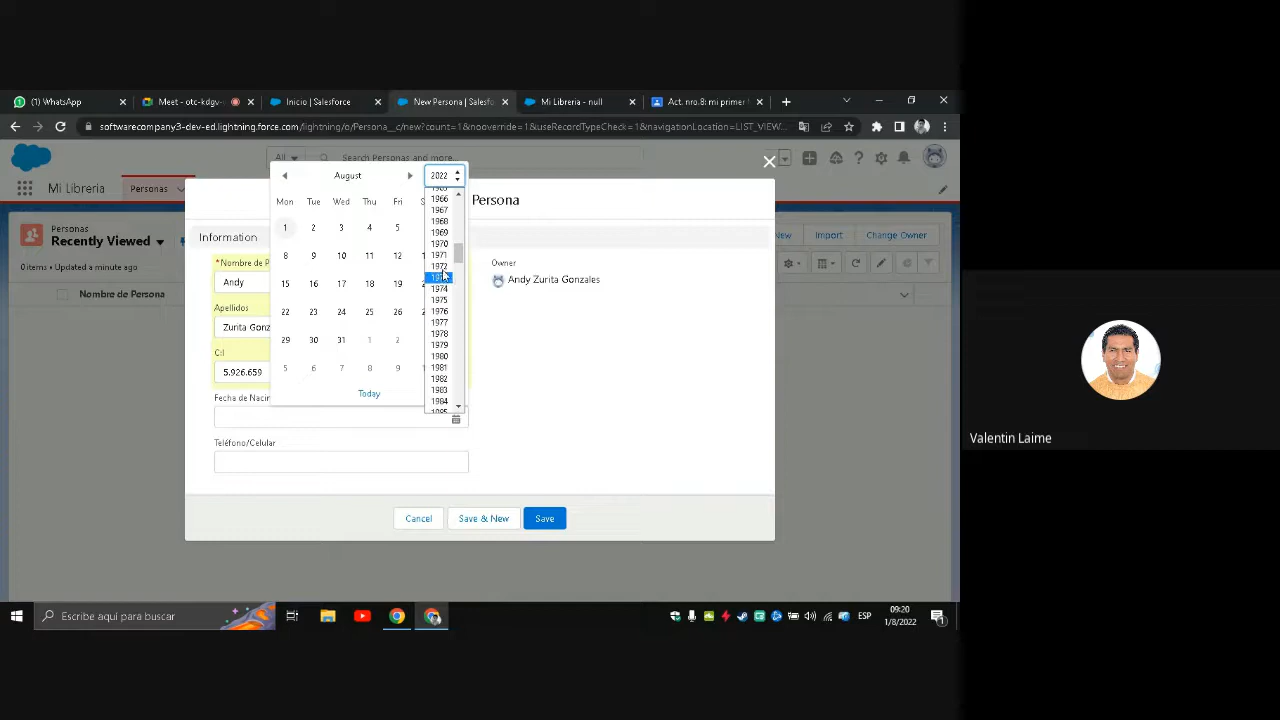 (1) WhatsApp
Meet - otc-kdgv-
Inicio | Salesforce
New Persona | Salesfo
Mi Libreria - null
Act. nro.8: mi primer
softwarecompany3-dev-ed.lightning.force.com/lightning/o/Persona__c/new?count=1&nooverride=1&useRecordTypeCheck=1&navigationLocation=LIST_VIEW...
All
Search Personas and more...
Mi Libreria
Personas
Persona
Personas
Recently Viewed
0 items • Updated a minute ago
Nombre de Persona
New
Import
Change Owner
Information
*Nombre de P
Andy
Apellidos
Zurita Gonz
C:I
5.926.659
Fecha de Nacin
Teléfono/Celular
Owner
Andy Zurita Gonzales
August
2022
Mon Tue Wed Thu Fri S
1 2 3 4 5
8 9 10 11 12
15 16 17 18 19
22 23 24 25 26
29 30 31 1 2
5 6 7 8 9
Today
1965
1966
1967
1968
1969
1970
1971
1972
1974
1975
1976
1977
1978
1979
1980
1981
1982
1983
1984
1985
Cancel
Save & New
Save
Escribe aquí para buscar
ESP
09:20
1/8/2022
Valentin Laime